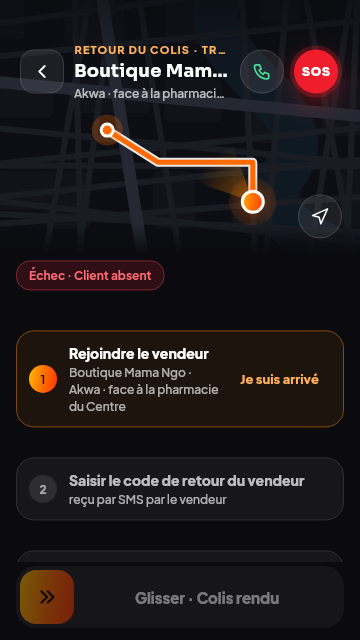 RETOUR DU COLIS · TR…
Boutique Mam…
Akwa · face à la pharmaci…
SOS
Échec · Client absent
1
Rejoindre le vendeur
Boutique Mama Ngo ·
Akwa · face à la pharmacie
du Centre
Je suis arrivé
2
Saisir le code de retour du vendeur
reçu par SMS par le vendeur
Glisser · Colis rendu